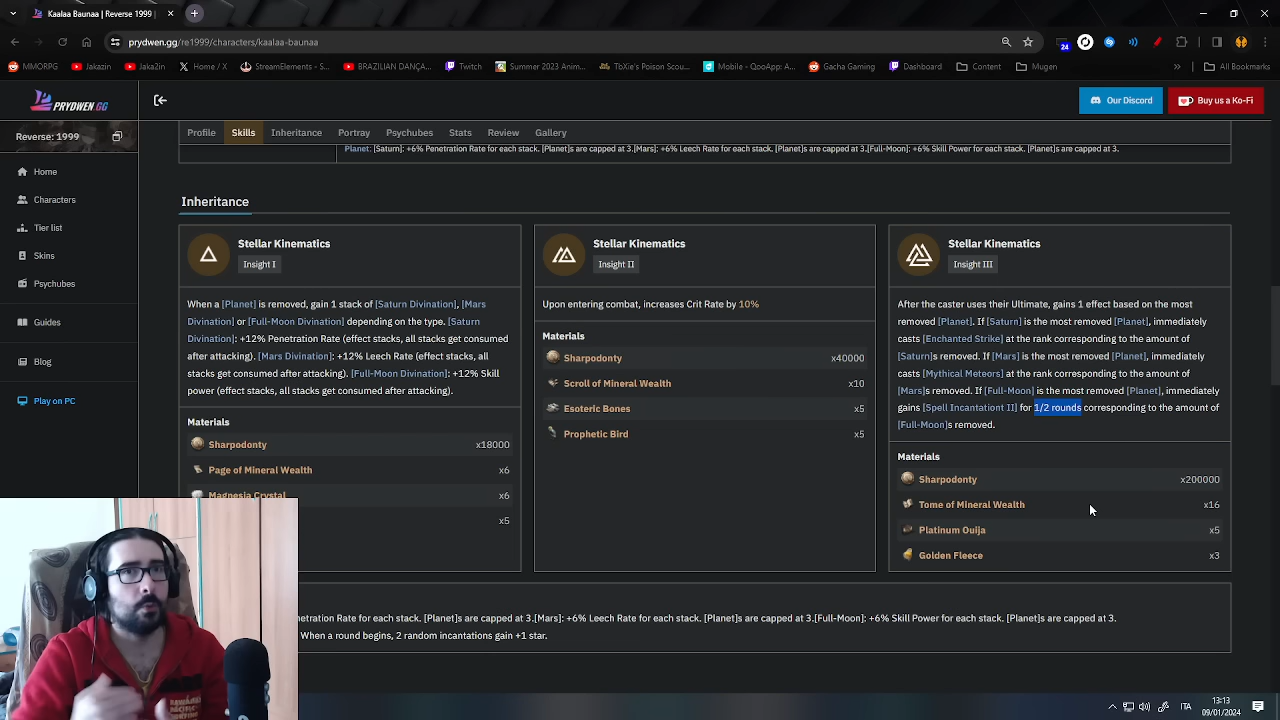 Kaalaa Baunaa | Reverse 1999 |
prydwen.gg/re1999/characters/kaalaa-baunaa
24
MMORPG
Jakazin
Jaka2in
Home / X
StreamElements - S...
BRAZILIAN DANÇA...
Twitch
Summer 2023 Anim...
TbXie's Poison Scou...
Mobile - QooApp: A...
Gacha Gaming
Dashboard
Content
Mugen
All Bookmarks
PRYDWEN.GG
Our Discord
Buy us a Ko-Fi
Reverse: 1999
Profile
Skills
Inheritance
Portray
Psychubes
Stats
Review
Gallery
Home
Characters
Tier list
Skins
Psychubes
Guides
Blog
Play on PC
Planet: [Saturn]: +6% Penetration Rate for each stack. [Planet]s are capped at 3.[Mars]: +6% Leech Rate for each stack. [Planet]s are capped at 3.[Full-Moon]: +6% Skill Power for each stack. [Planet]s are capped at 3.
Inheritance
Stellar Kinematics
Insight I
When a [Planet] is removed, gain 1 stack of [Saturn Divination], [Mars
Divination] or [Full-Moon Divination] depending on the type. [Saturn
Divination]: +12% Penetration Rate (effect stacks, all stacks get consumed
after attacking). [Mars Divination]: +12% Leech Rate (effect stacks, all
stacks get consumed after attacking). [Full-Moon Divination]: +12% Skill
power (effect stacks, all stacks get consumed after attacking).
Materials
Sharpodonty x18000
Page of Mineral Wealth x6
Magnesia Crystal x6
x5
Stellar Kinematics
Insight II
Upon entering combat, increases Crit Rate by 10%
Materials
Sharpodonty x40000
Scroll of Mineral Wealth x10
Esoteric Bones x5
Prophetic Bird x5
Stellar Kinematics
Insight III
After the caster uses their Ultimate, gains 1 effect based on the most
removed [Planet]. If [Saturn] is the most removed [Planet], immediately
casts [Enchanted Strike] at the rank corresponding to the amount of
[Saturn]s removed. If [Mars] is the most removed [Planet], immediately
casts [Mythical Meteors] at the rank corresponding to the amount of
[Mars]s removed. If [Full-Moon] is the most removed [Planet], immediately
gains [Spell Incantationt II] for 1/2 rounds corresponding to the amount of
[Full-Moon]s removed.
Materials
Sharpodonty x200000
Tome of Mineral Wealth x16
Platinum Ouija x5
Golden Fleece x3
netration Rate for each stack. [Planet]s are capped at 3.[Mars]: +6% Leech Rate for each stack. [Planet]s are capped at 3.[Full-Moon]: +6% Skill Power for each stack. [Planet]s are capped at 3.
When a round begins, 2 random incantations gain +1 star.
ITA
13:13
09/01/2024